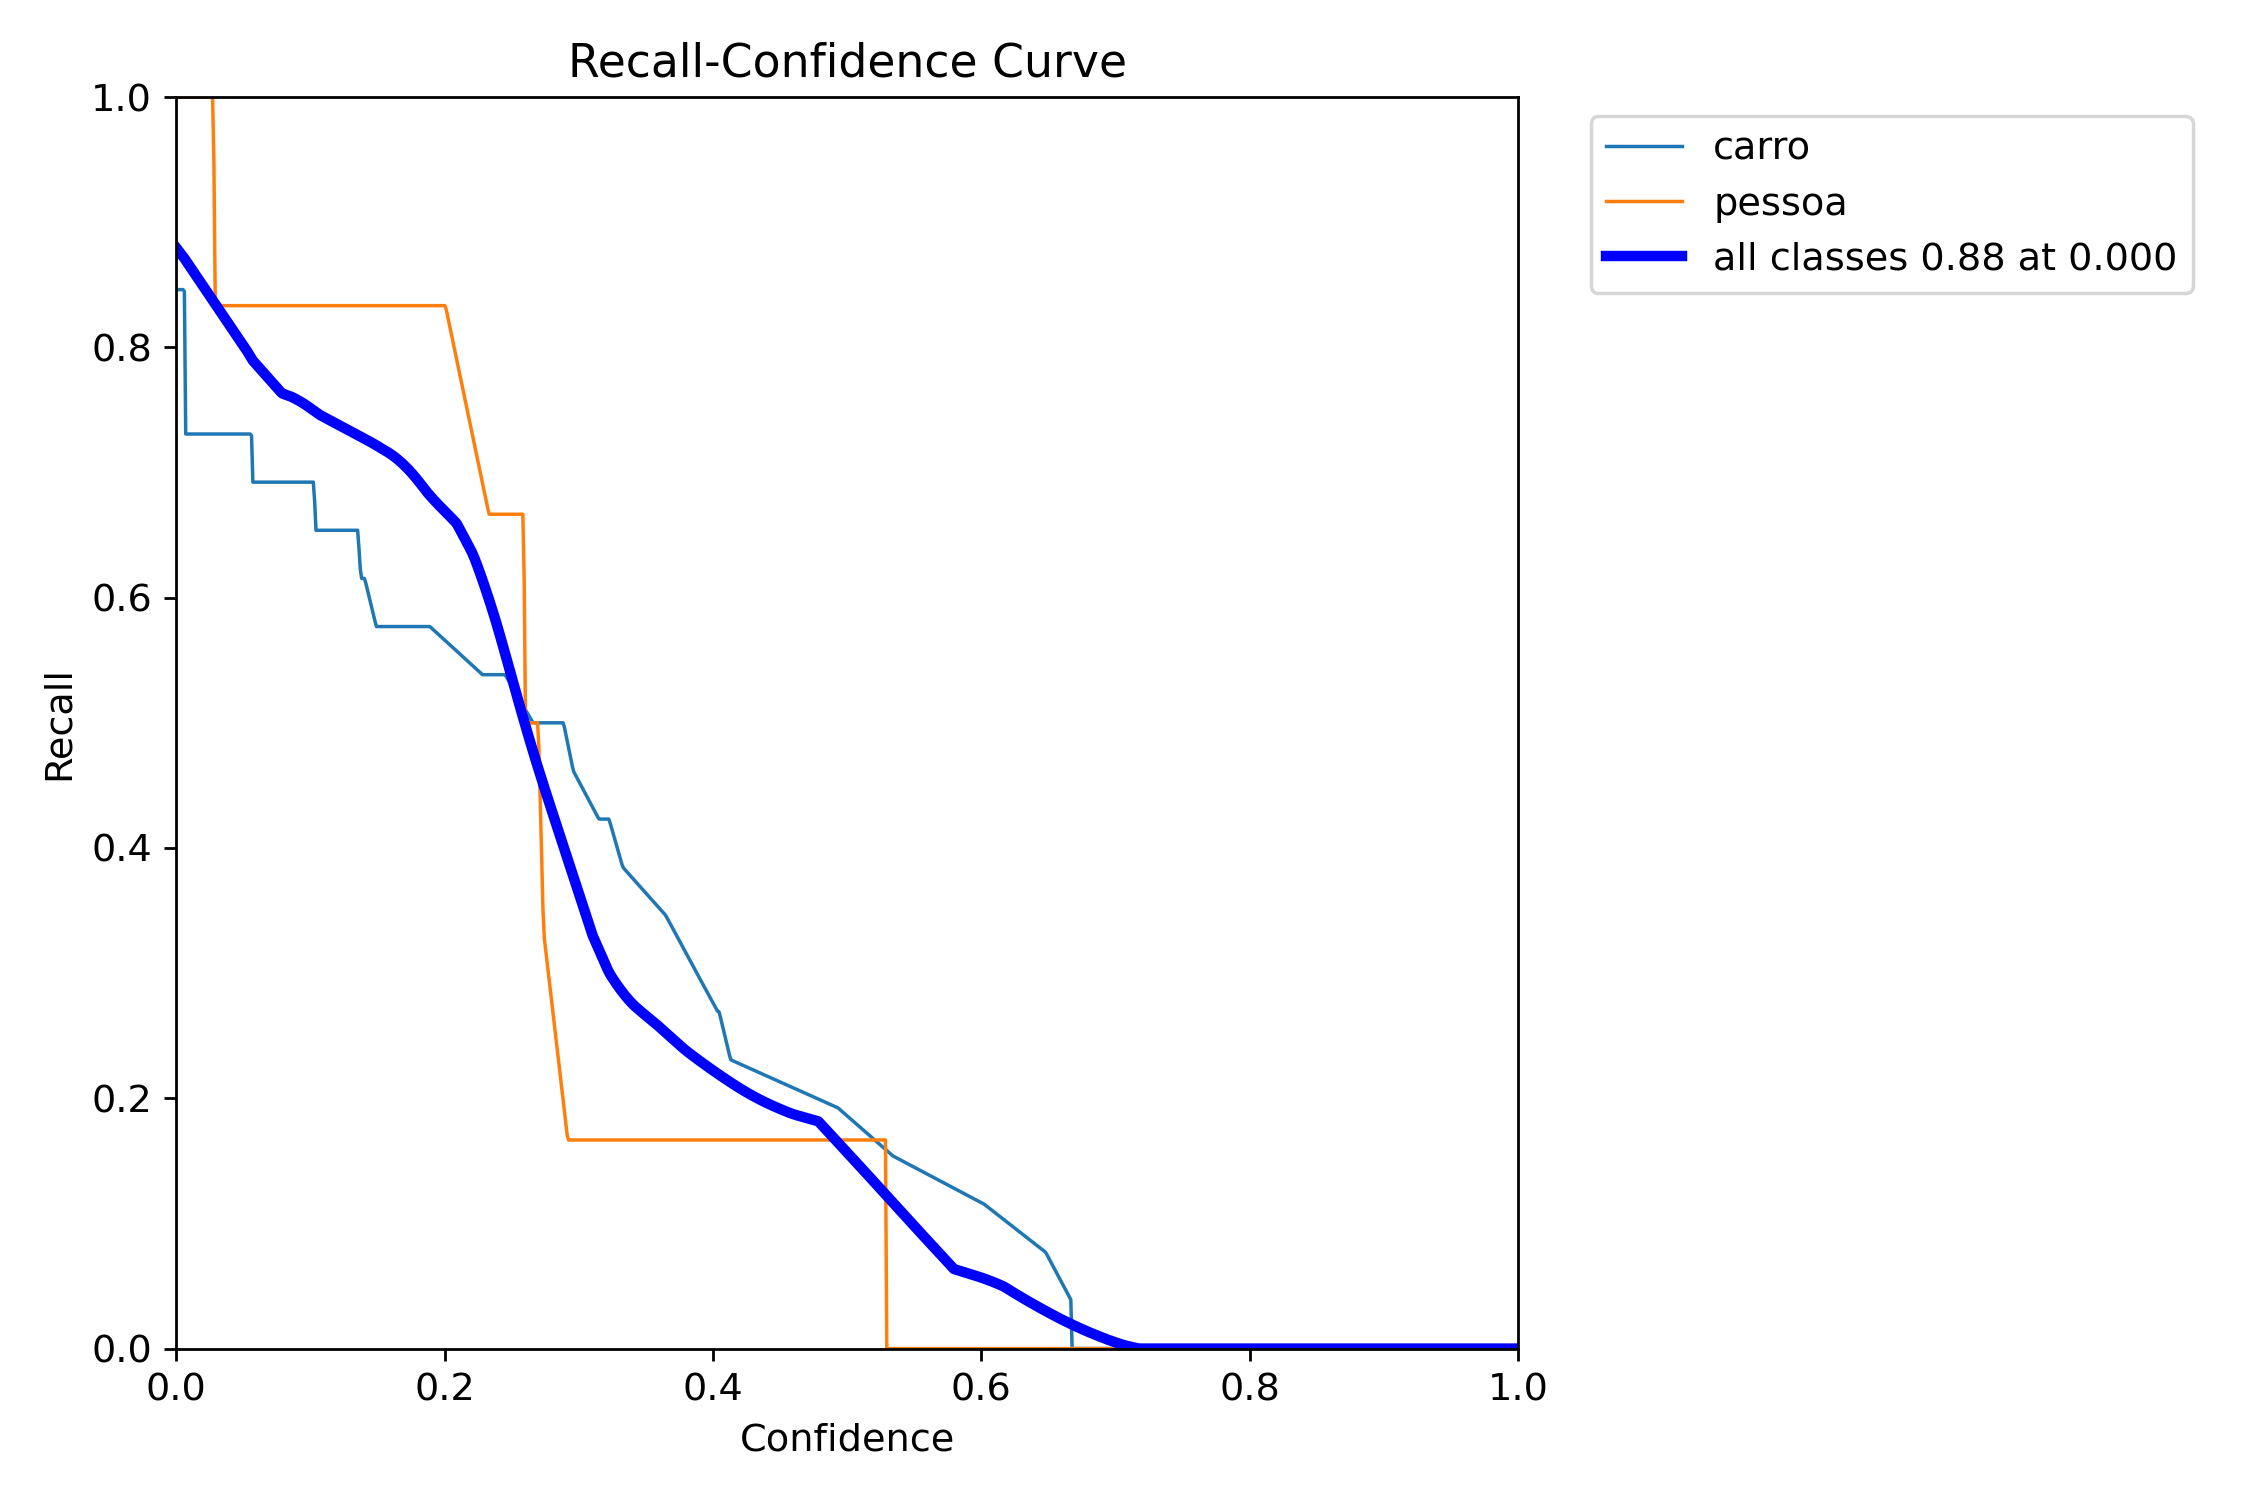 Recall-Confidence Curve
1.0
0.8
0.6
0.4
0.2
0.0
Recall
0.0 0.2 0.4 0.6 0.8 1.0
Confidence
carro
pessoa
all classes 0.88 at 0.000